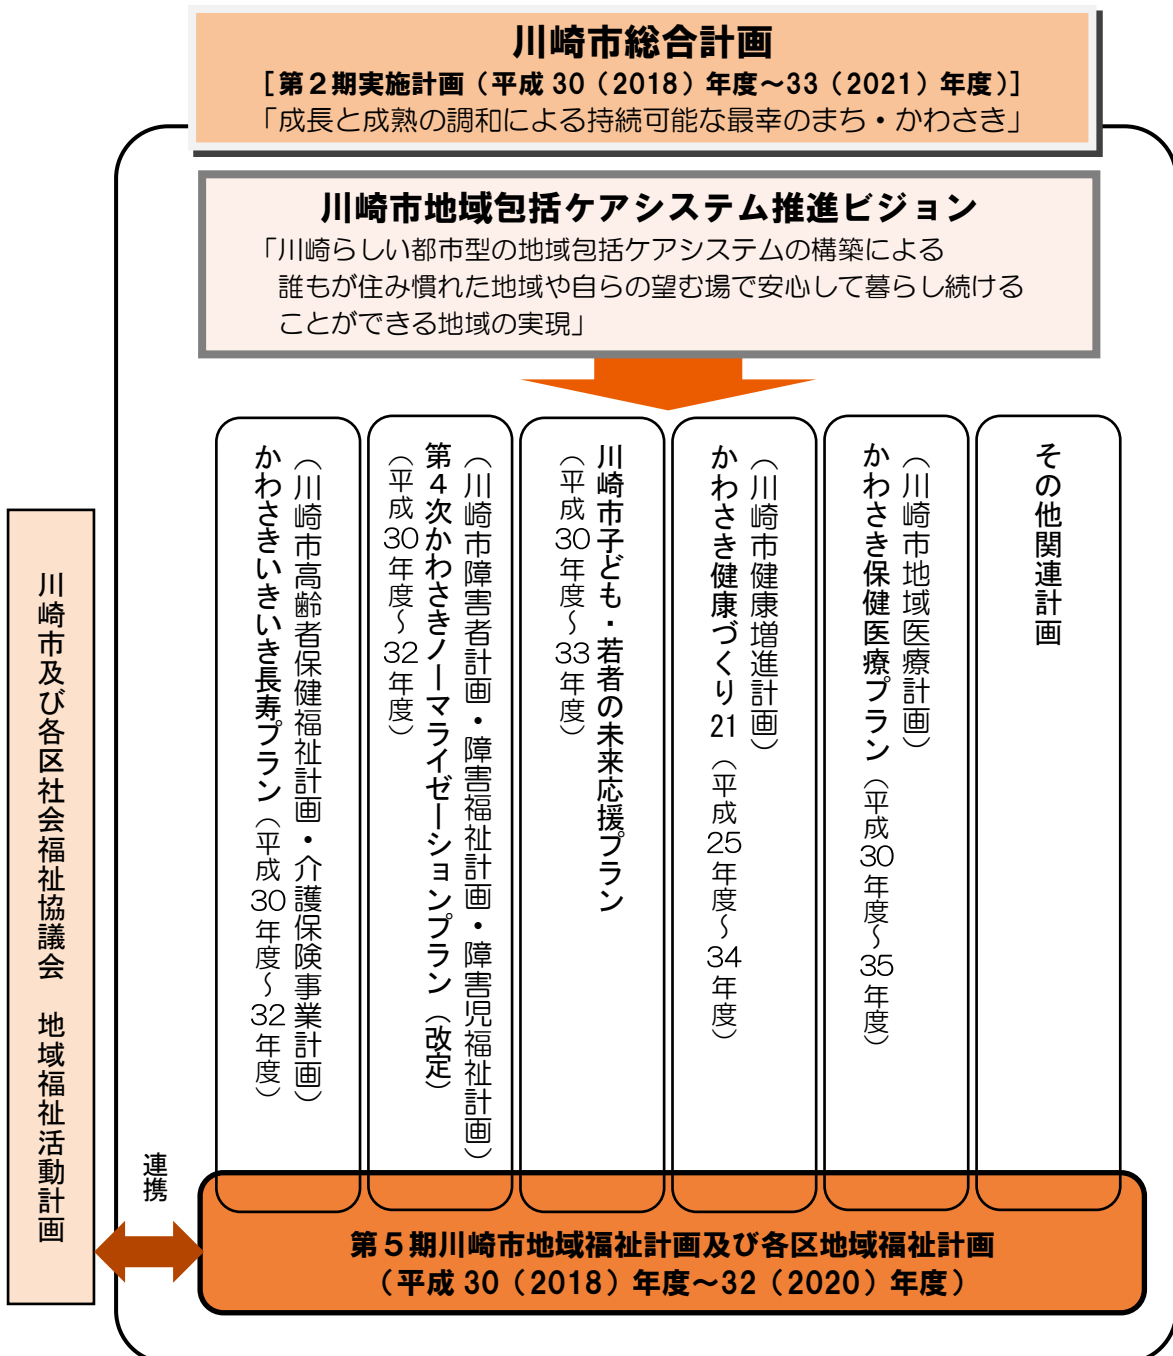 川崎市総合計画
［第２期実施計画（平成 30（2018）年度～33（2021）年度）］
「成長と成熟の調和による持続可能な最幸のまち・かわさき」
川崎市地域包括ケアシステム推進ビジョン
「川崎らしい都市型の地域包括ケアシステムの構築による
誰もが住み慣れた地域や自らの望む場で安心して暮らし続ける
ことができる地域の実現」
その他関連計画
（川崎市地域医療計画）
かわさき保健医療プラン（平成30年度～35年度）
（川崎市健康増進計画）
かわさき健康づくり21（平成25年度～34年度）
川崎市子ども・若者の未来応援プラン
（平成30年度～33年度）
（川崎市障害者計画・障害福祉計画・障害児福祉計画）
第４次かわさきノーマライゼーションプラン（改定）
（平成30年度～32年度）
（川崎市高齢者保健福祉計画・介護保険事業計画）
かわさきいきいき長寿プラン（平成30年度～32年度）
川崎市及び各区社会福祉協議会　地域福祉活動計画
連携
第５期川崎市地域福祉計画及び各区地域福祉計画
（平成 30（2018）年度～32（2020）年度）